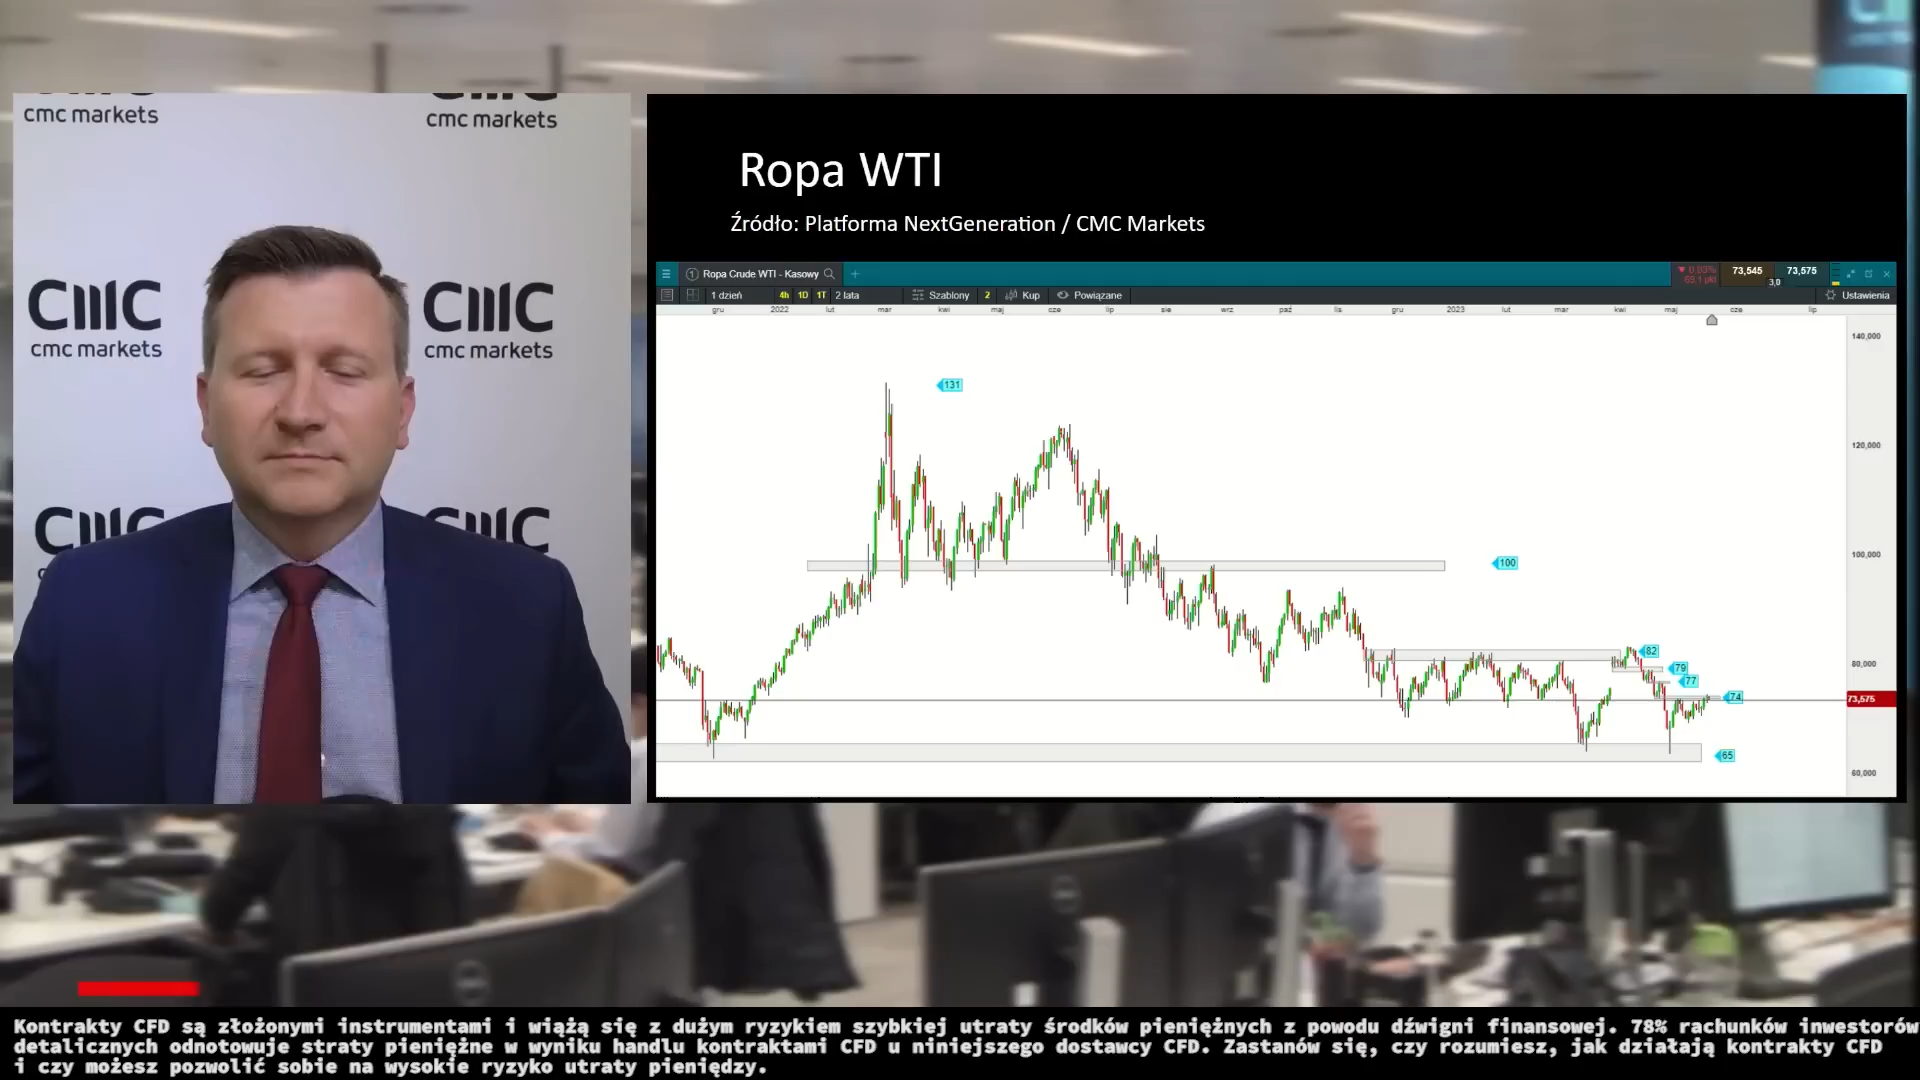 cmc markets
cmc markets
CMC
cmc markets
CMC
cmc markets
CMC
CMC
Ropa WTI
Źródło: Platforma NextGeneration / CMC Markets
1 Ropa Crude WTI - Kasowy
73,545
3,0
73,575
1 dzień 4h 1D 1T 2 lata Szablony 2 Kup Powiązane Ustawienia
gru 2022 lut mar kwi maj cze lip sie wrz paź lis gru 2023 lut mar kwi maj cze lip
140,000
131
120,000
100,000
100
82
80,000
79
77
74
73,575
65
60,000
Kontrakty CFD są złożonymi instrumentami i wiążą się z dużym ryzykiem szybkiej utraty środków pieniężnych z powodu dźwigni finansowej. 78% rachunków inwestorów
detalicznych odnotowuje straty pieniężne w wyniku handlu kontraktami CFD u niniejszego dostawcy CFD. Zastanów się, czy rozumiesz, jak działają kontrakty CFD
i czy możesz pozwolić sobie na wysokie ryzyko utraty pieniędzy.